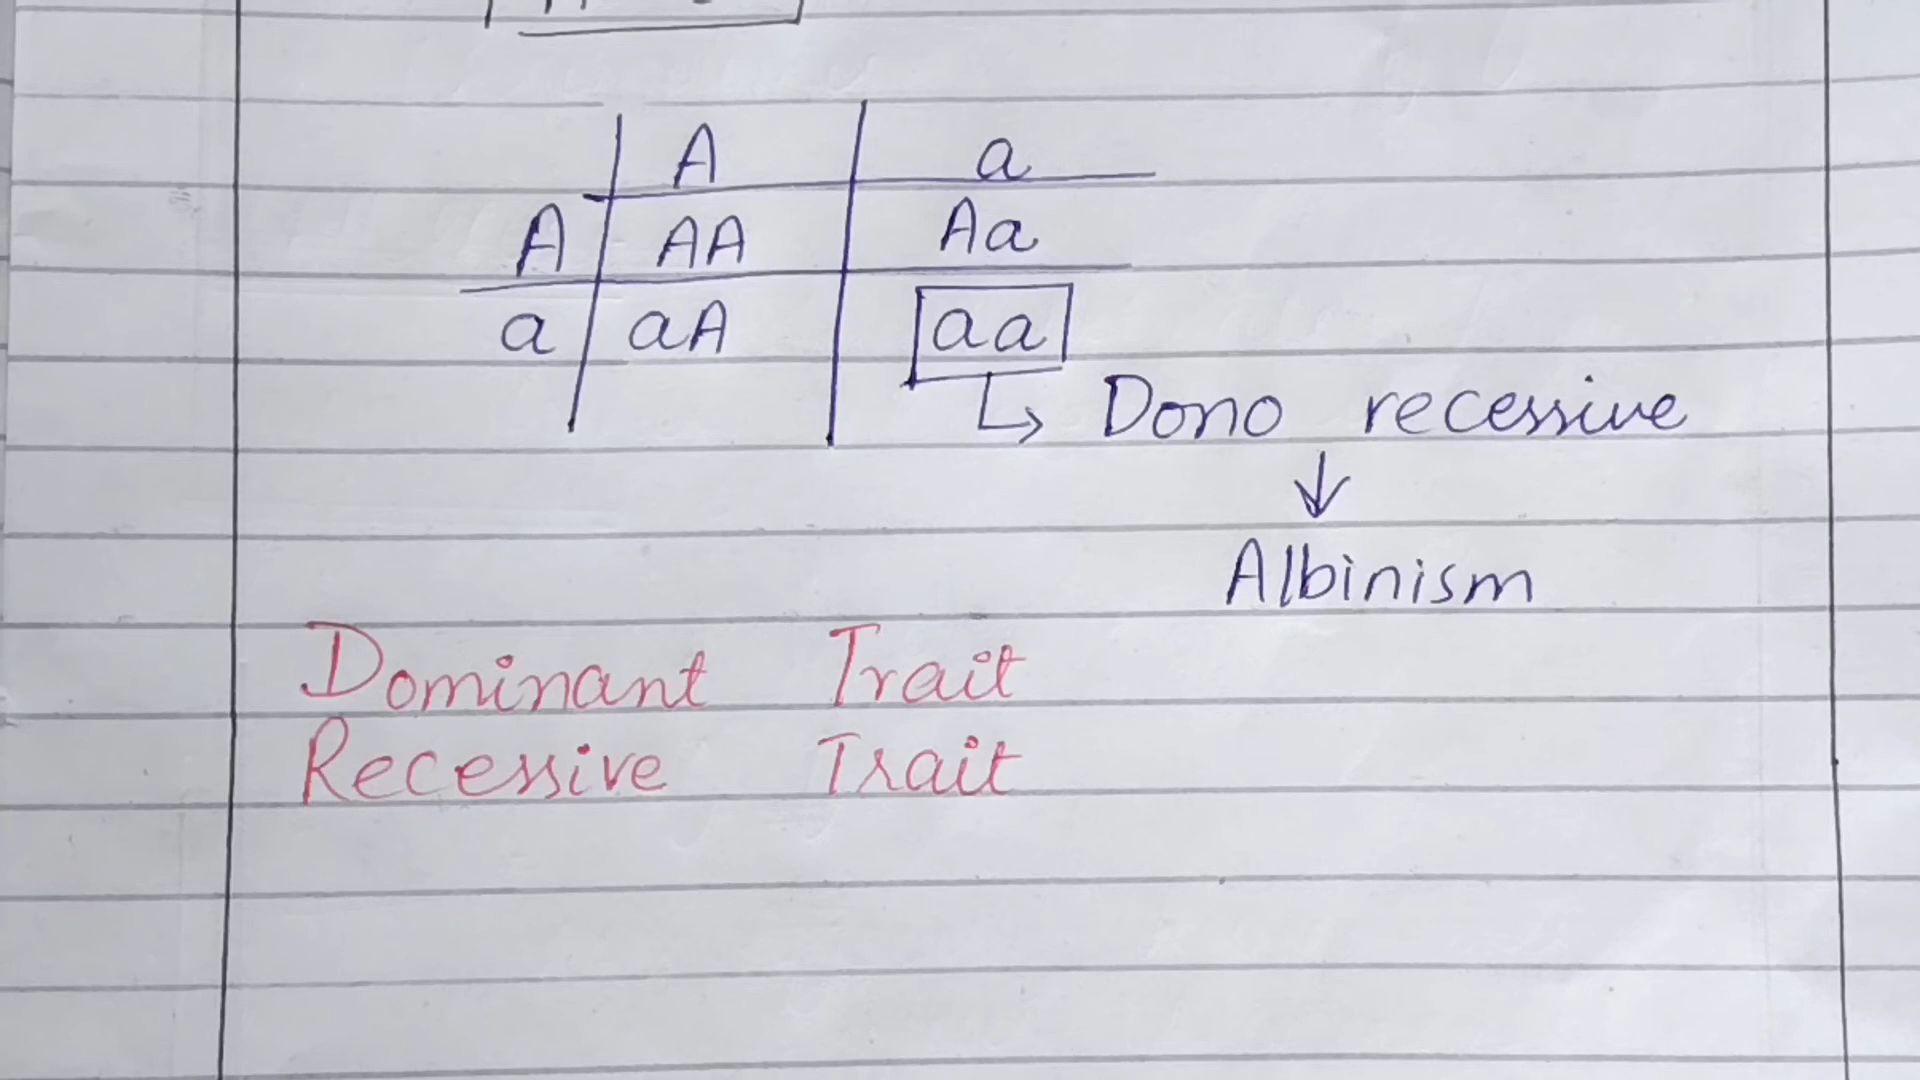 A a
A AA Aa
a aA aa
Dono recessive
Albinism
Dominant Trait
Recessive Trait